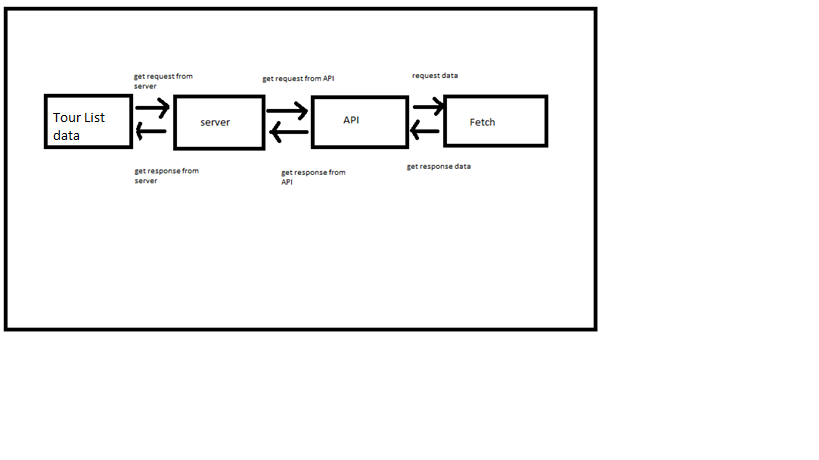 get request from
server
get request from API
request data
Tour List
data
server
API
Fetch
get response from
server
get response from
API
get response data